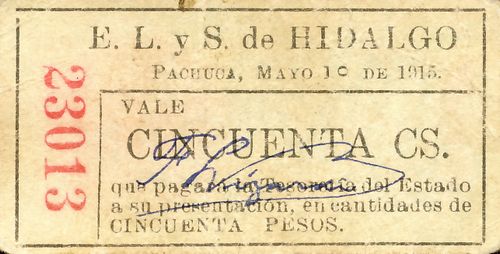 E. L. y S. de HIDALGO
PACHUCA, MAYO 1º DE 1915.
23013
VALE
CINCUENTA CS.
que pagará la Tesorería del Estado
a su presentación, en cantidades de
CINCUENTA PESOS.